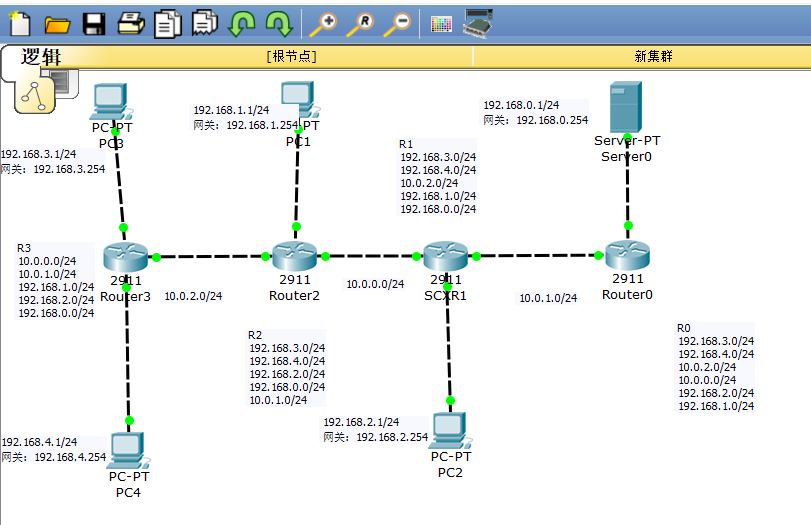 逻辑
[根节点]
新集群
R
PC-PT
PC3
192.168.3.1/24
网关：192.168.3.254
192.168.1.1/24
网关：192.168.1.254
PT
PC1
R1
192.168.3.0/24
192.168.4.0/24
10.0.2.0/24
192.168.1.0/24
192.168.0.0/24
192.168.0.1/24
网关：192.168.0.254
Server-PT
Server0
R3
10.0.0.0/24
10.0.1.0/24
192.168.1.0/24
192.168.2.0/24
192.168.0.0/24
2911
Router3
10.0.2.0/24
2911
Router2
10.0.0.0/24
2911
SCXR1
10.0.1.0/24
2911
Router0
R2
192.168.3.0/24
192.168.4.0/24
192.168.2.0/24
192.168.0.0/24
10.0.1.0/24
R0
192.168.3.0/24
192.168.4.0/24
10.0.2.0/24
10.0.0.0/24
192.168.2.0/24
192.168.1.0/24
192.168.4.1/24
网关：192.168.4.254
PC-PT
PC4
192.168.2.1/24
网关：192.168.2.254
PC-PT
PC2